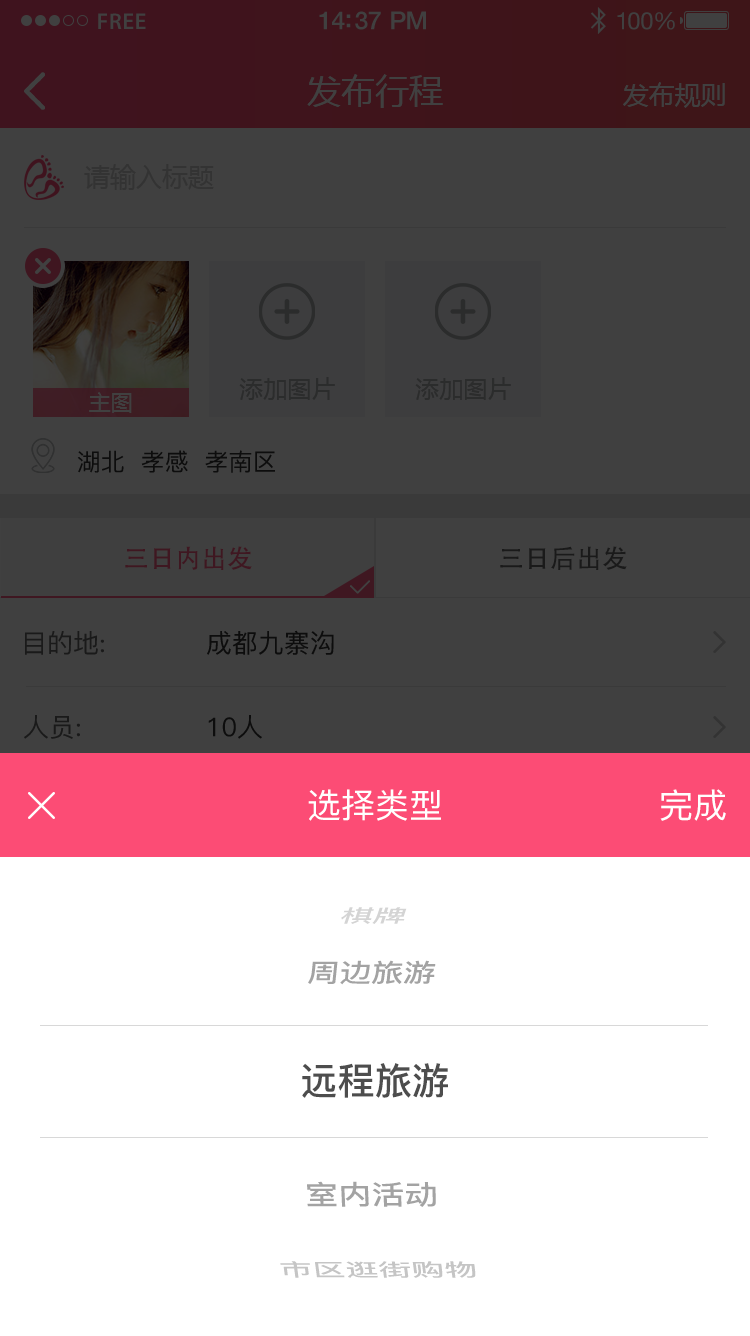 FREE 14:37 PM 100%
发布行程 发布规则
请输入标题
添加图片 添加图片
主图
湖北 孝感 孝南区
三日内出发 三日后出发
目的地: 成都九寨沟
人员: 10人
选择类型 完成
棋牌
周边旅游
远程旅游
室内活动
市区逛街购物